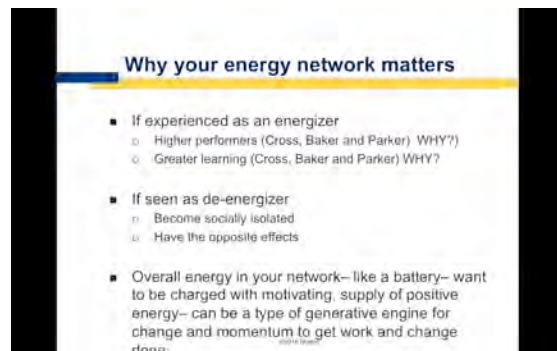 Why your energy network matters
If experienced as an energizer
Higher performers (Cross, Baker and Parker) WHY?)
Greater learning (Cross, Baker and Parker) WHY?
If seen as de-energizer
Become socially isolated
Have the opposite effects
Overall energy in your network– like a battery– want
to be charged with motivating, supply of positive
energy– can be a type of generative engine for
change and momentum to get work and change
done